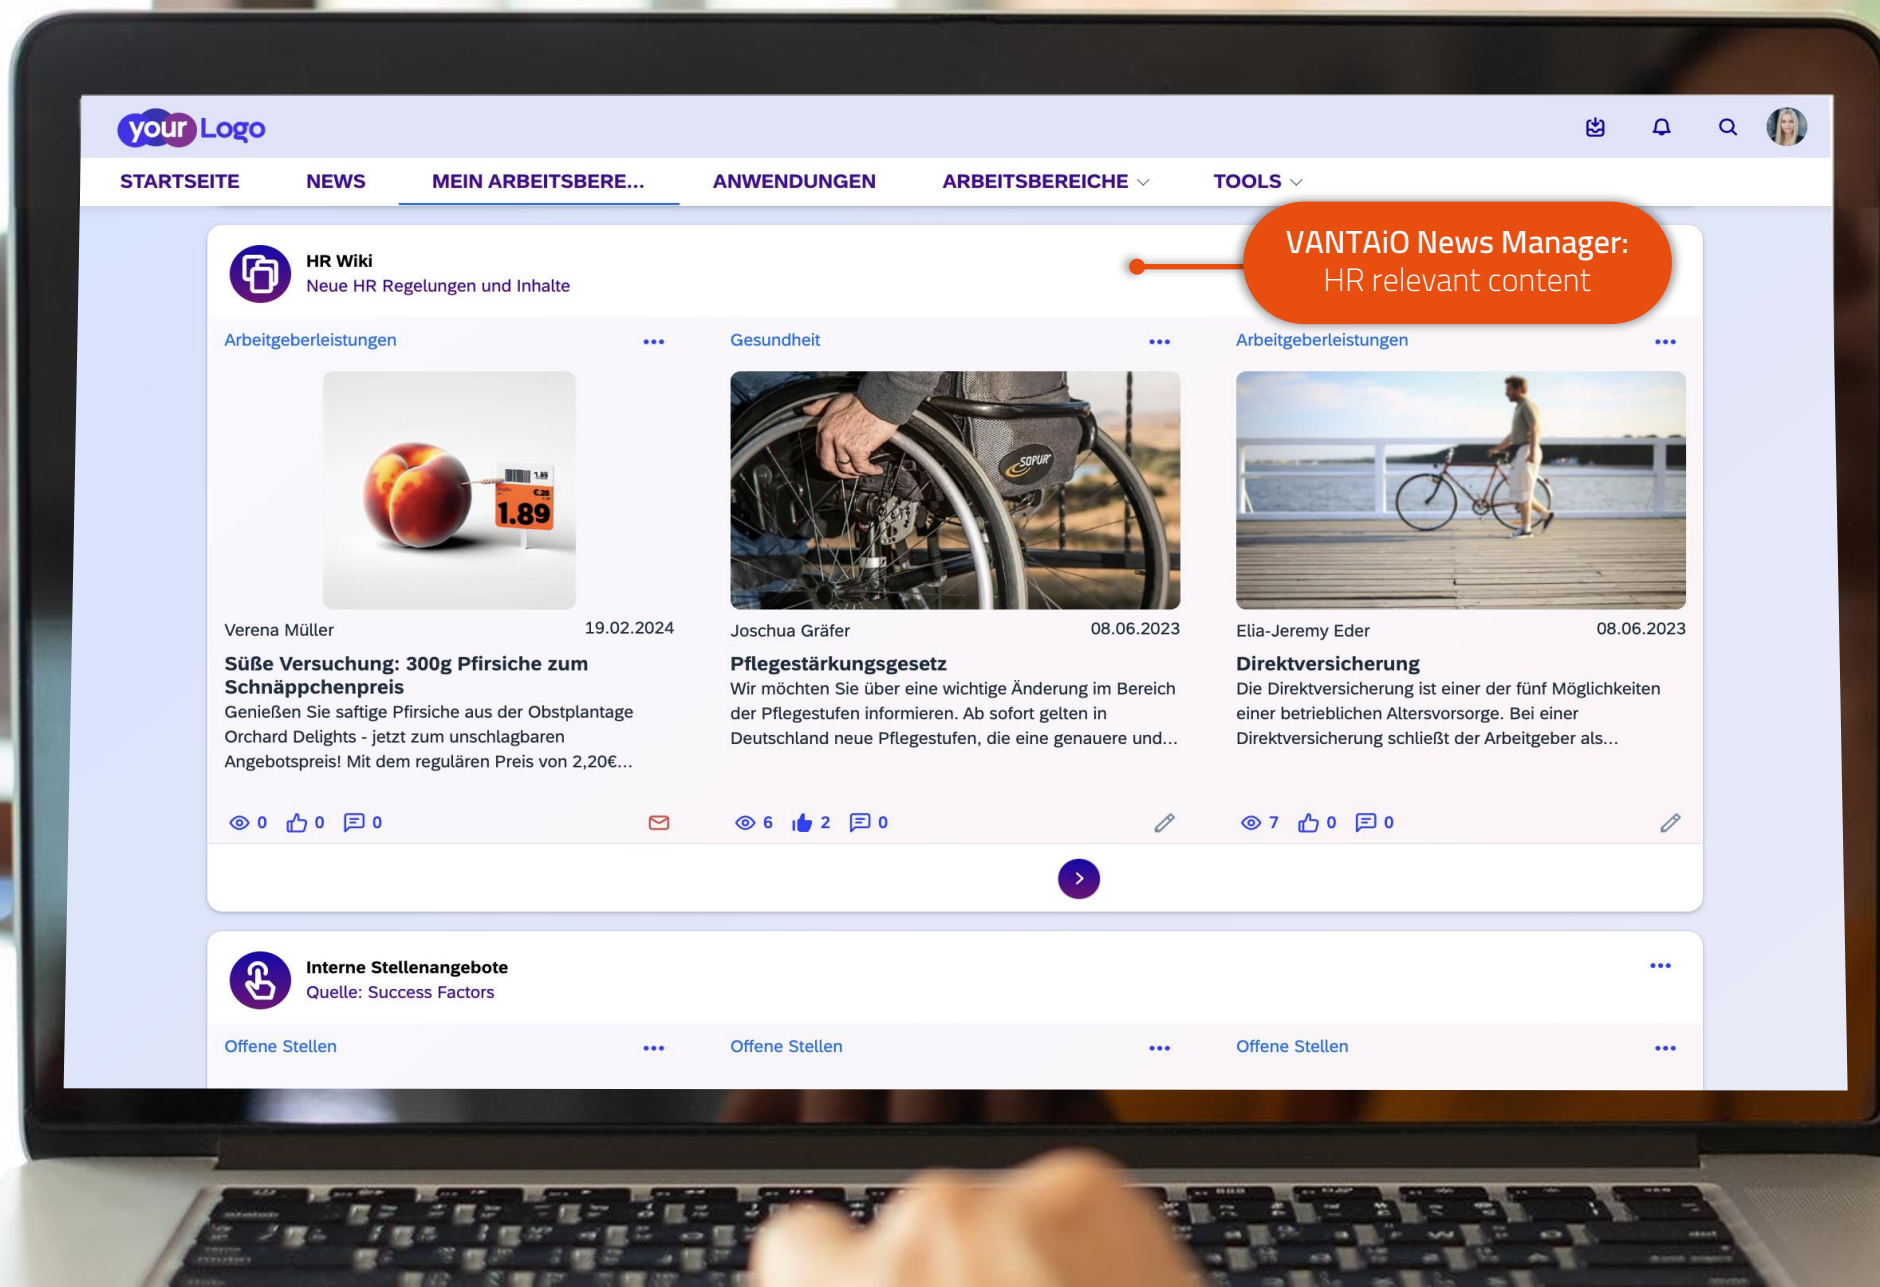 your Logo
STARTSEITE NEWS MEIN ARBEITSBERE... ANWENDUNGEN ARBEITSBEREICHE TOOLS
VANTAiO News Manager:
HR relevant content
HR Wiki
Neue HR Regelungen und Inhalte
Arbeitgeberleistungen
1.89
€.28
1.89
Verena Müller 19.02.2024
Süße Versuchung: 300g Pfirsiche zum
Schnäppchenpreis
Genießen Sie saftige Pfirsiche aus der Obstplantage
Orchard Delights - jetzt zum unschlagbaren
Angebotspreis! Mit dem regulären Preis von 2,20€...
0 0 0
Gesundheit
SOPUR
Joschua Gräfer 08.06.2023
Pflegestärkungsgesetz
Wir möchten Sie über eine wichtige Änderung im Bereich
der Pflegestufen informieren. Ab sofort gelten in
Deutschland neue Pflegestufen, die eine genauere und...
6 2 0
Arbeitgeberleistungen
Elia-Jeremy Eder 08.06.2023
Direktversicherung
Die Direktversicherung ist einer der fünf Möglichkeiten
einer betrieblichen Altersvorsorge. Bei einer
Direktversicherung schließt der Arbeitgeber als...
7 0 0
Interne Stellenangebote
Quelle: Success Factors
Offene Stellen
Offene Stellen
Offene Stellen